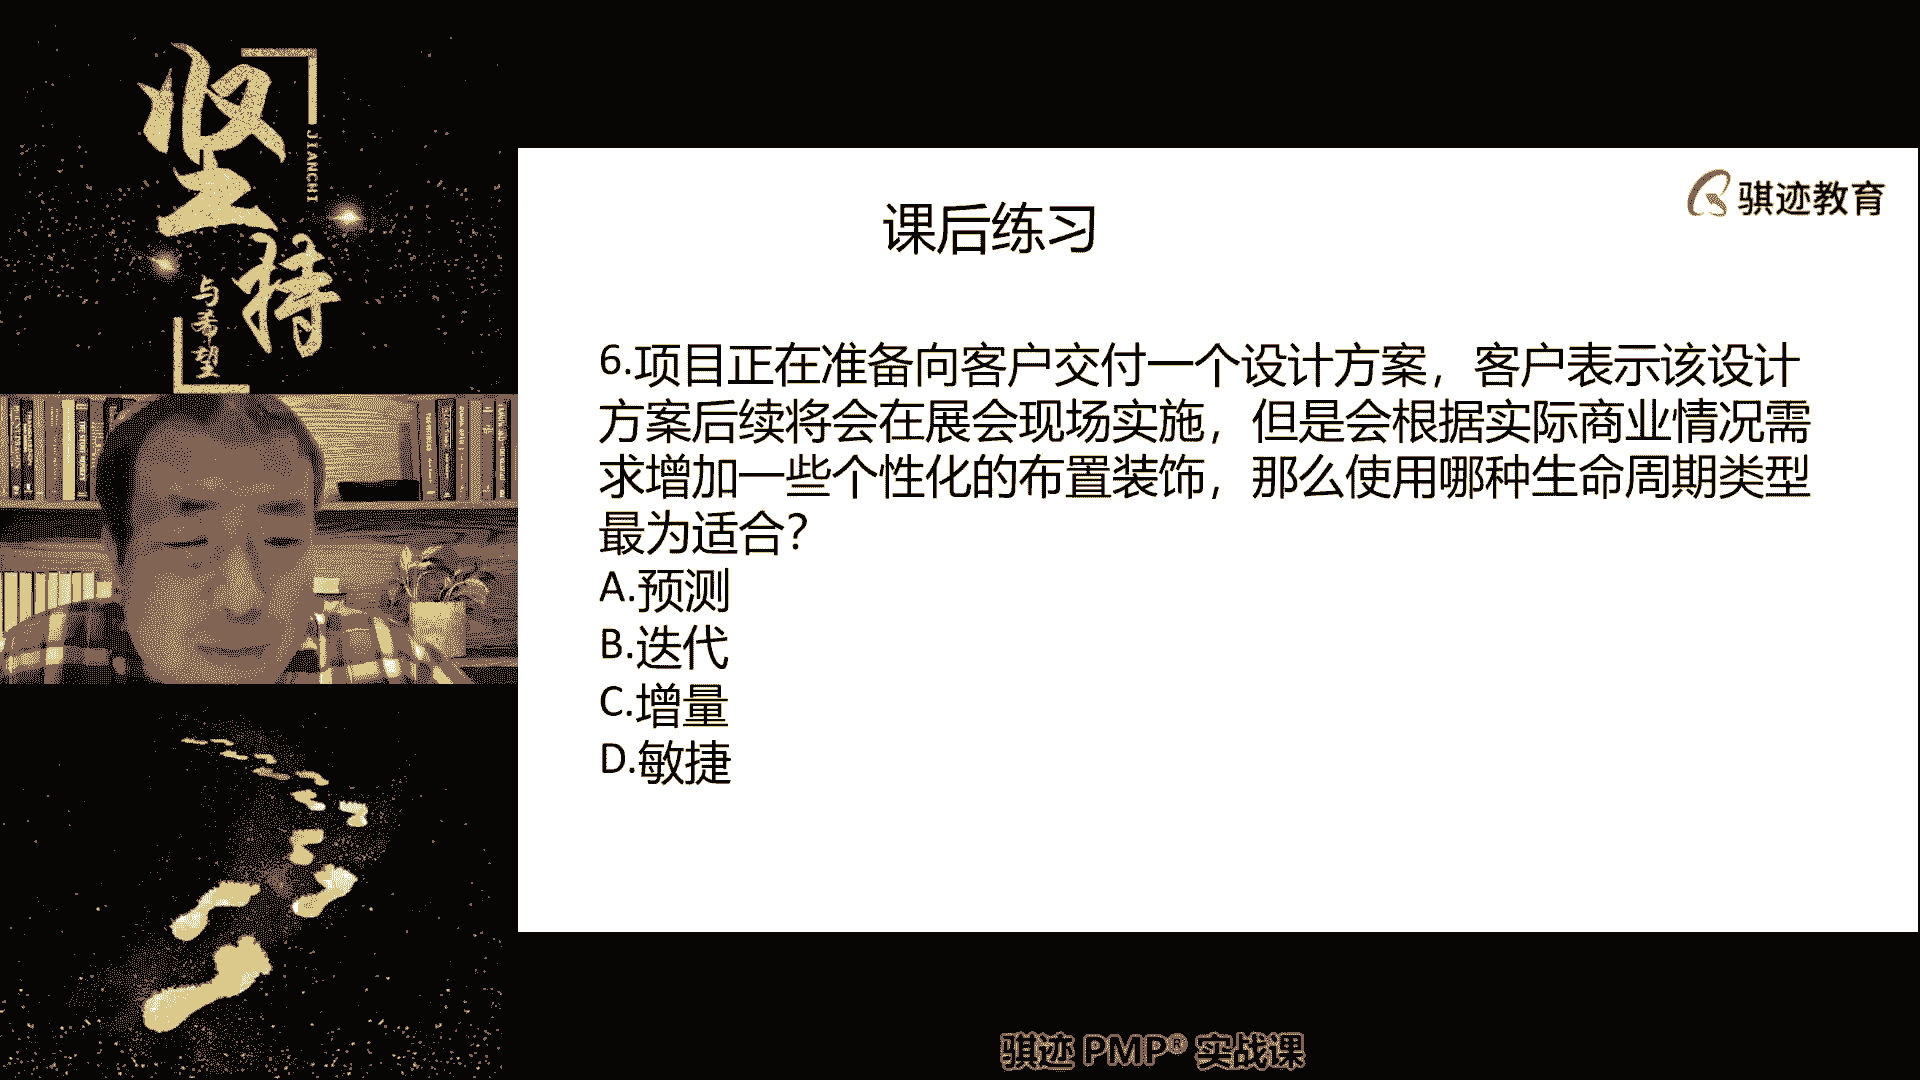 坚持
JIANCHI
与希望
骐迹教育
课后练习
6.项目正在准备向客户交付一个设计方案，客户表示该设计
方案后续将会在展会现场实施，但是会根据实际商业情况需
求增加一些个性化的布置装饰，那么使用哪种生命周期类型
最为适合？
A.预测
B.迭代
C.增量
D.敏捷
骐迹 PMP® 实战课